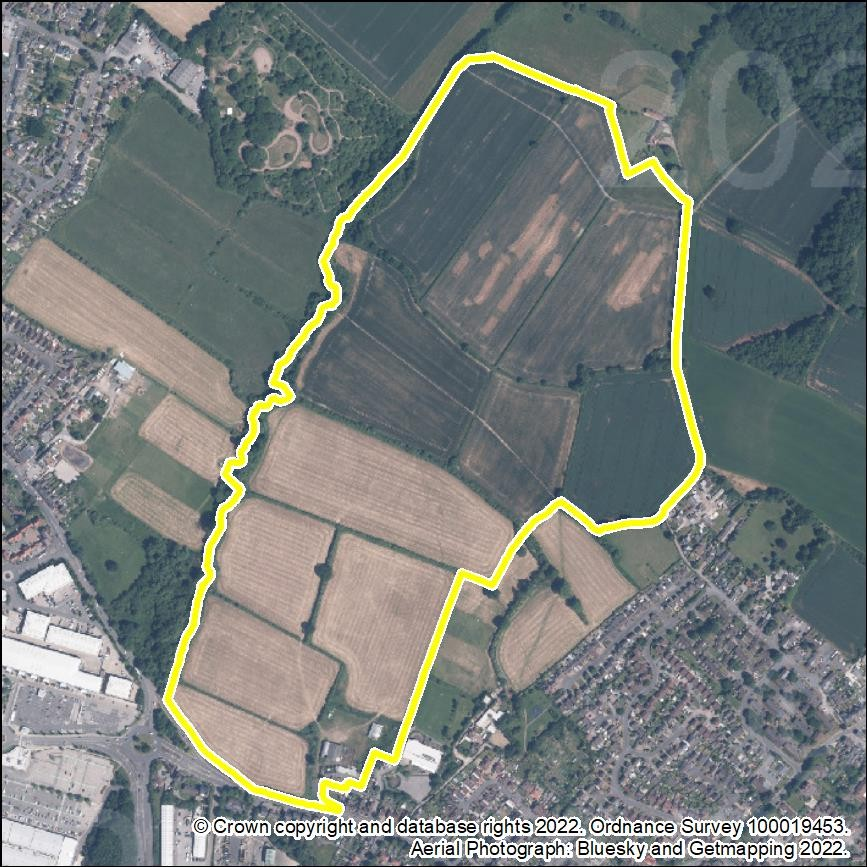 202
© Crown copyright and database rights 2022. Ordnance Survey 100019453.
Aerial Photograph: Bluesky and Getmapping 2022.